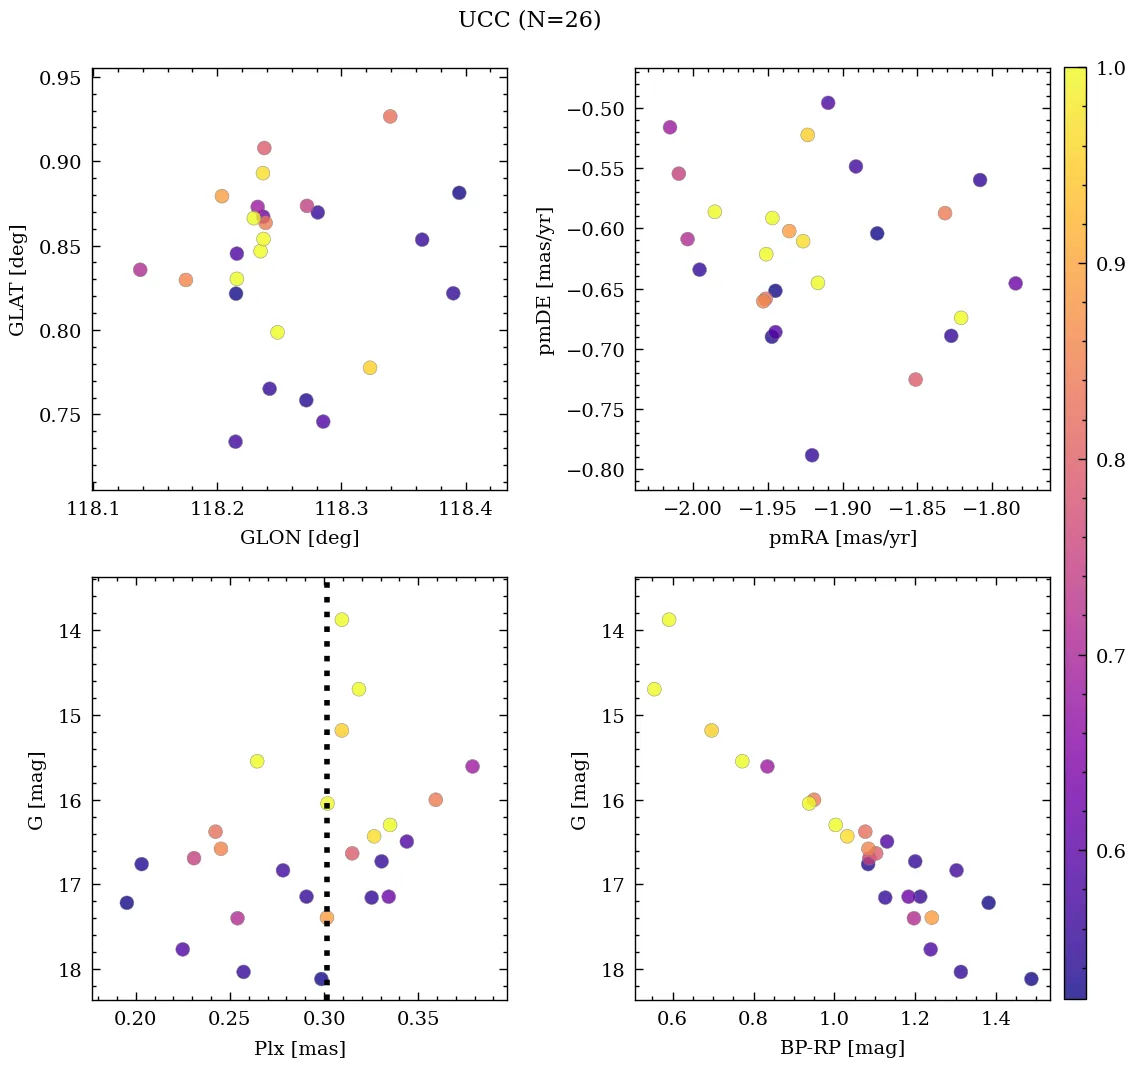 UCC (N=26)
0.95
0.90
0.85
0.80
0.75
GLAT [deg]
118.1 118.2 118.3 118.4
GLON [deg]
−0.50
−0.55
−0.60
−0.65
−0.70
−0.75
−0.80
pmDE [mas/yr]
−2.00 −1.95 −1.90 −1.85 −1.80
pmRA [mas/yr]
14
15
16
17
18
G [mag]
0.20 0.25 0.30 0.35
Plx [mas]
14
15
16
17
18
G [mag]
0.6 0.8 1.0 1.2 1.4
BP-RP [mag]
1.0
0.9
0.8
0.7
0.6